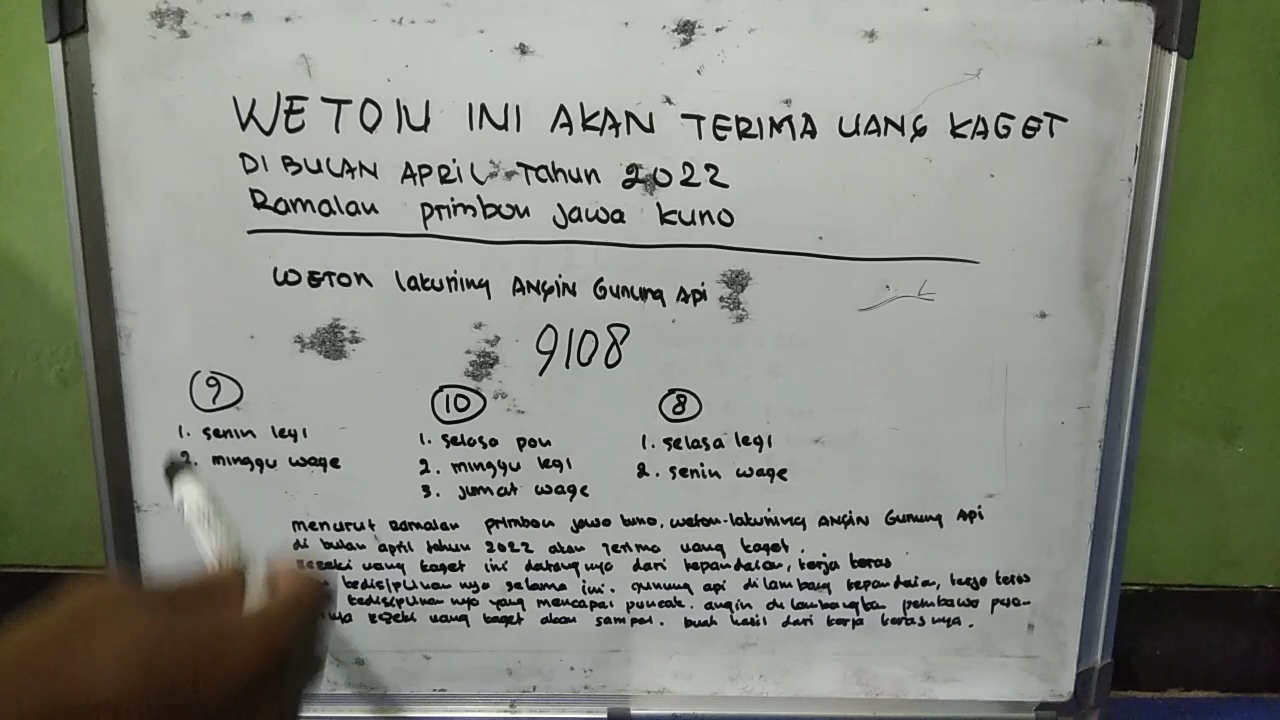 WETON INI AKAN TERIMA UANG KAGET
DI BULAN APRIL Tahun 2022
Ramalan primbon jawa kuno
WETON lakuning ANGIN Gunung Api
9108
9
1. senin legi
2. minggu wage
10
1. selasa pon
2. minggu legi
3. jumat wage
8
1. selasa legi
2. senin wage
menurut Ramalan primbon jawa kuno, weton-lakuning ANGIN Gunung Api
di bulan april tahun 2022 akan terima uang kaget.
Rezeki uang kaget ini datangnya dari kepandaian, kerja keras
kedisiplinannya selama ini. gunung api dilambang kepandaian, kerja keras
kedisiplinannya yang mencapai puncak. angin dilambangka pembawa pesa-
nnya rezeki uang kaget akan sampai. buah hasil dari kerja kerasnya.